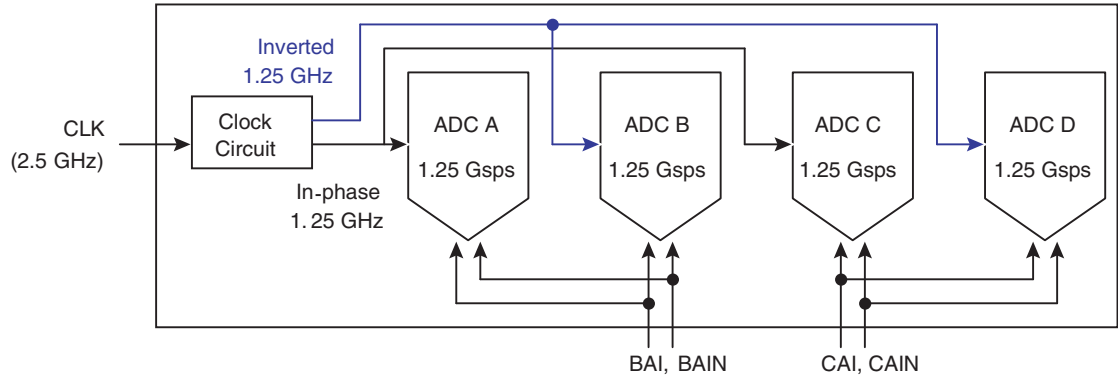 Inverted
1.25 GHz
CLK
(2.5 GHz)
Clock
Circuit
In-phase
1. 25 GHz
ADC A
1.25 Gsps
ADC B
1.25 Gsps
ADC C
1.25 Gsps
ADC D
1.25 Gsps
BAI, BAIN
CAI, CAIN